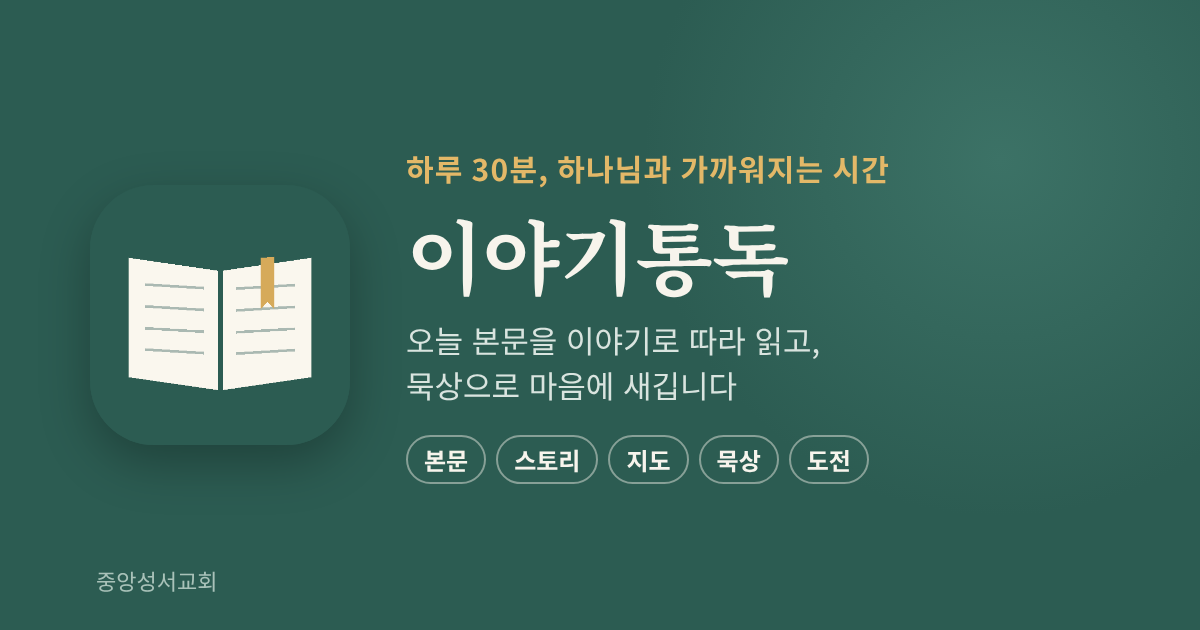 하루 30분, 하나님과 가까워지는 시간
이야기통독
오늘 본문을 이야기로 따라 읽고,
묵상으로 마음에 새깁니다
본문 스토리 지도 묵상 도전
중앙성서교회